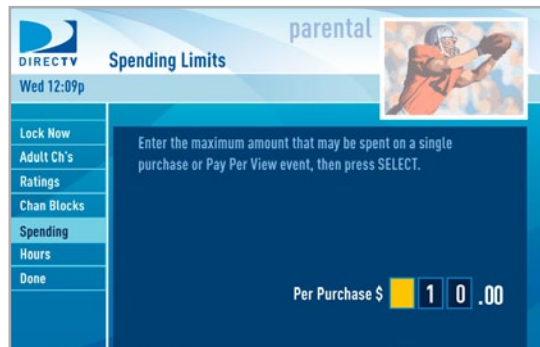 parental
DIRECTV
Spending Limits
Wed 12:09p
Lock Now
Adult Ch's
Ratings
Chan Blocks
Spending
Hours
Done
Enter the maximum amount that may be spent on a single
purchase or Pay Per View event, then press SELECT.
Per Purchase $ 1 0 .00